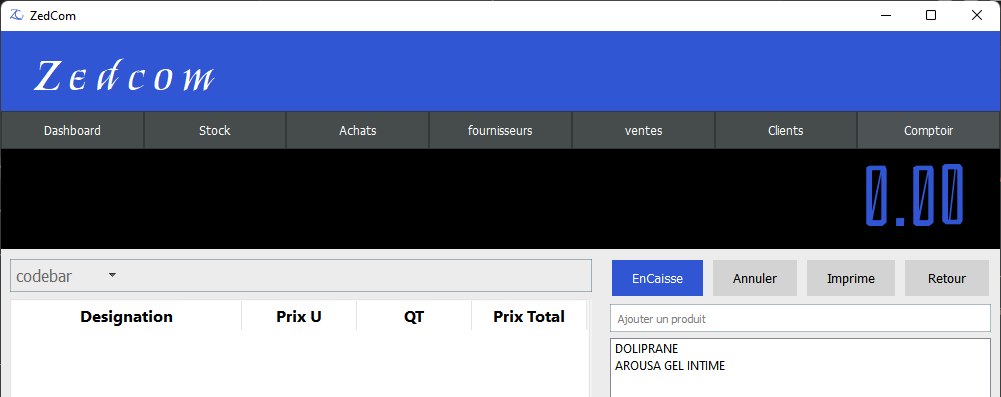 ZedCom
Zedcom
Dashboard Stock Achats fournisseurs ventes Clients Comptoir
0.00
codebar
EnCaisse Annuler Imprime Retour
Designation Prix U QT Prix Total
Ajouter un produit
DOLIPRANE
AROUSA GEL INTIME